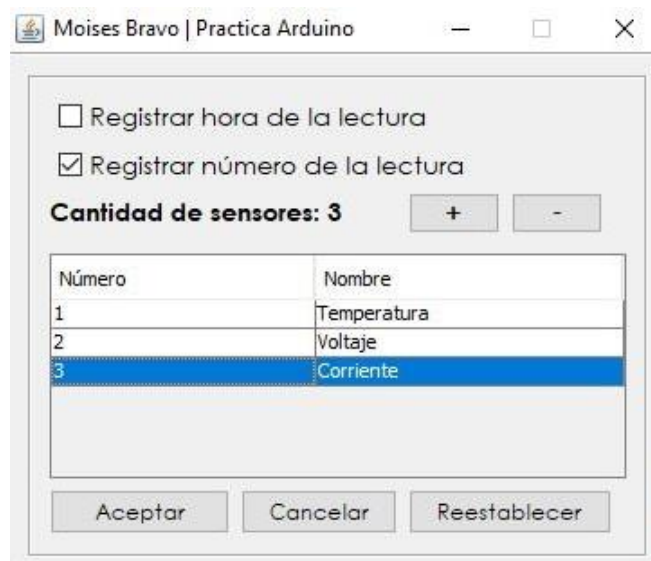 Moises Bravo | Practica Arduino
Registrar hora de la lectura
Registrar número de la lectura
Cantidad de sensores: 3 + -
Número Nombre
1 Temperatura
2 Voltaje
3 Corriente
Aceptar Cancelar Reestablecer